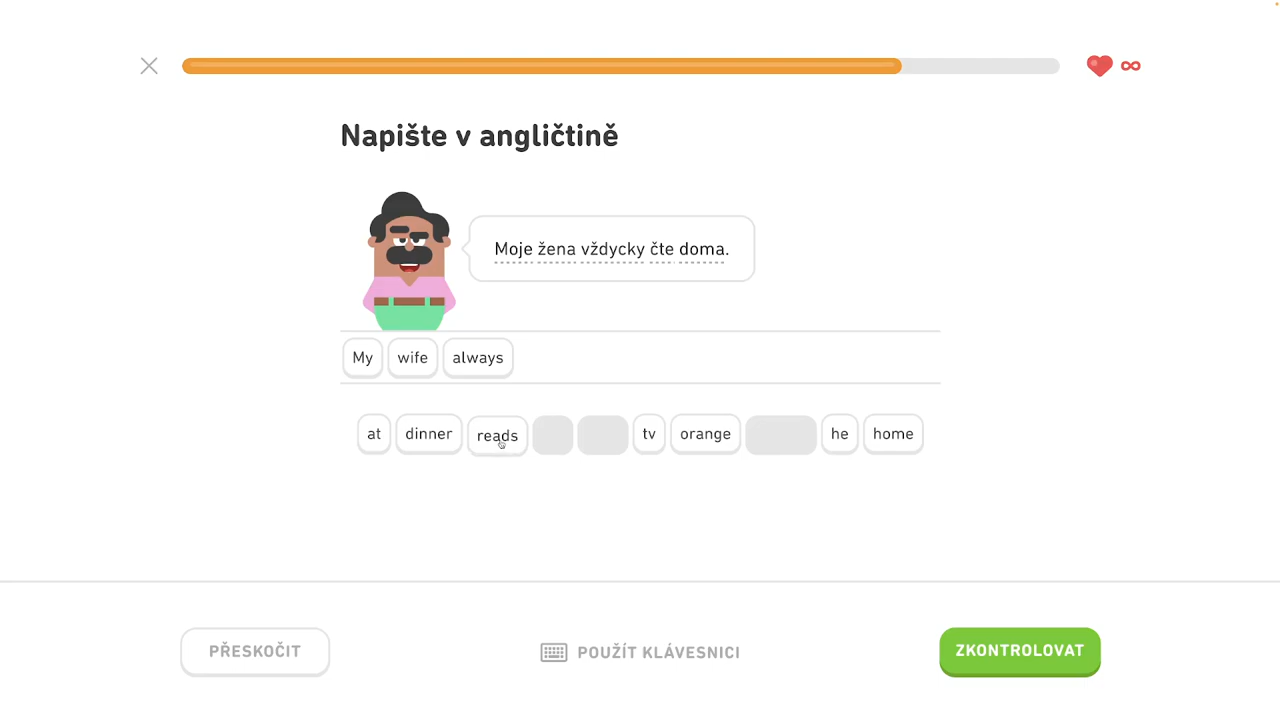 ∞
Napište v angličtině
Moje žena vždycky čte doma.
My wife always
at dinner reads tv orange he home
PŘESKOČIT POUŽÍT KLÁVESNICI ZKONTROLOVAT